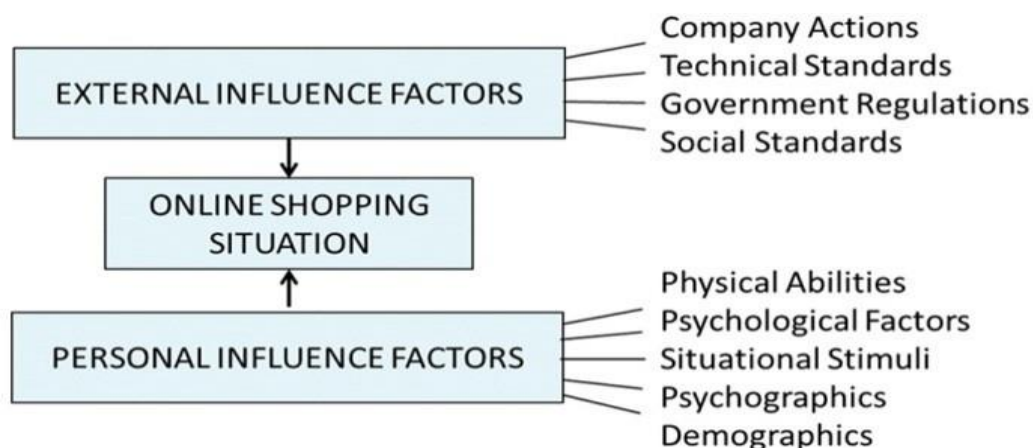 EXTERNAL INFLUENCE FACTORS
Company Actions
Technical Standards
Government Regulations
Social Standards
ONLINE SHOPPING
SITUATION
PERSONAL INFLUENCE FACTORS
Physical Abilities
Psychological Factors
Situational Stimuli
Psychographics
Demographics